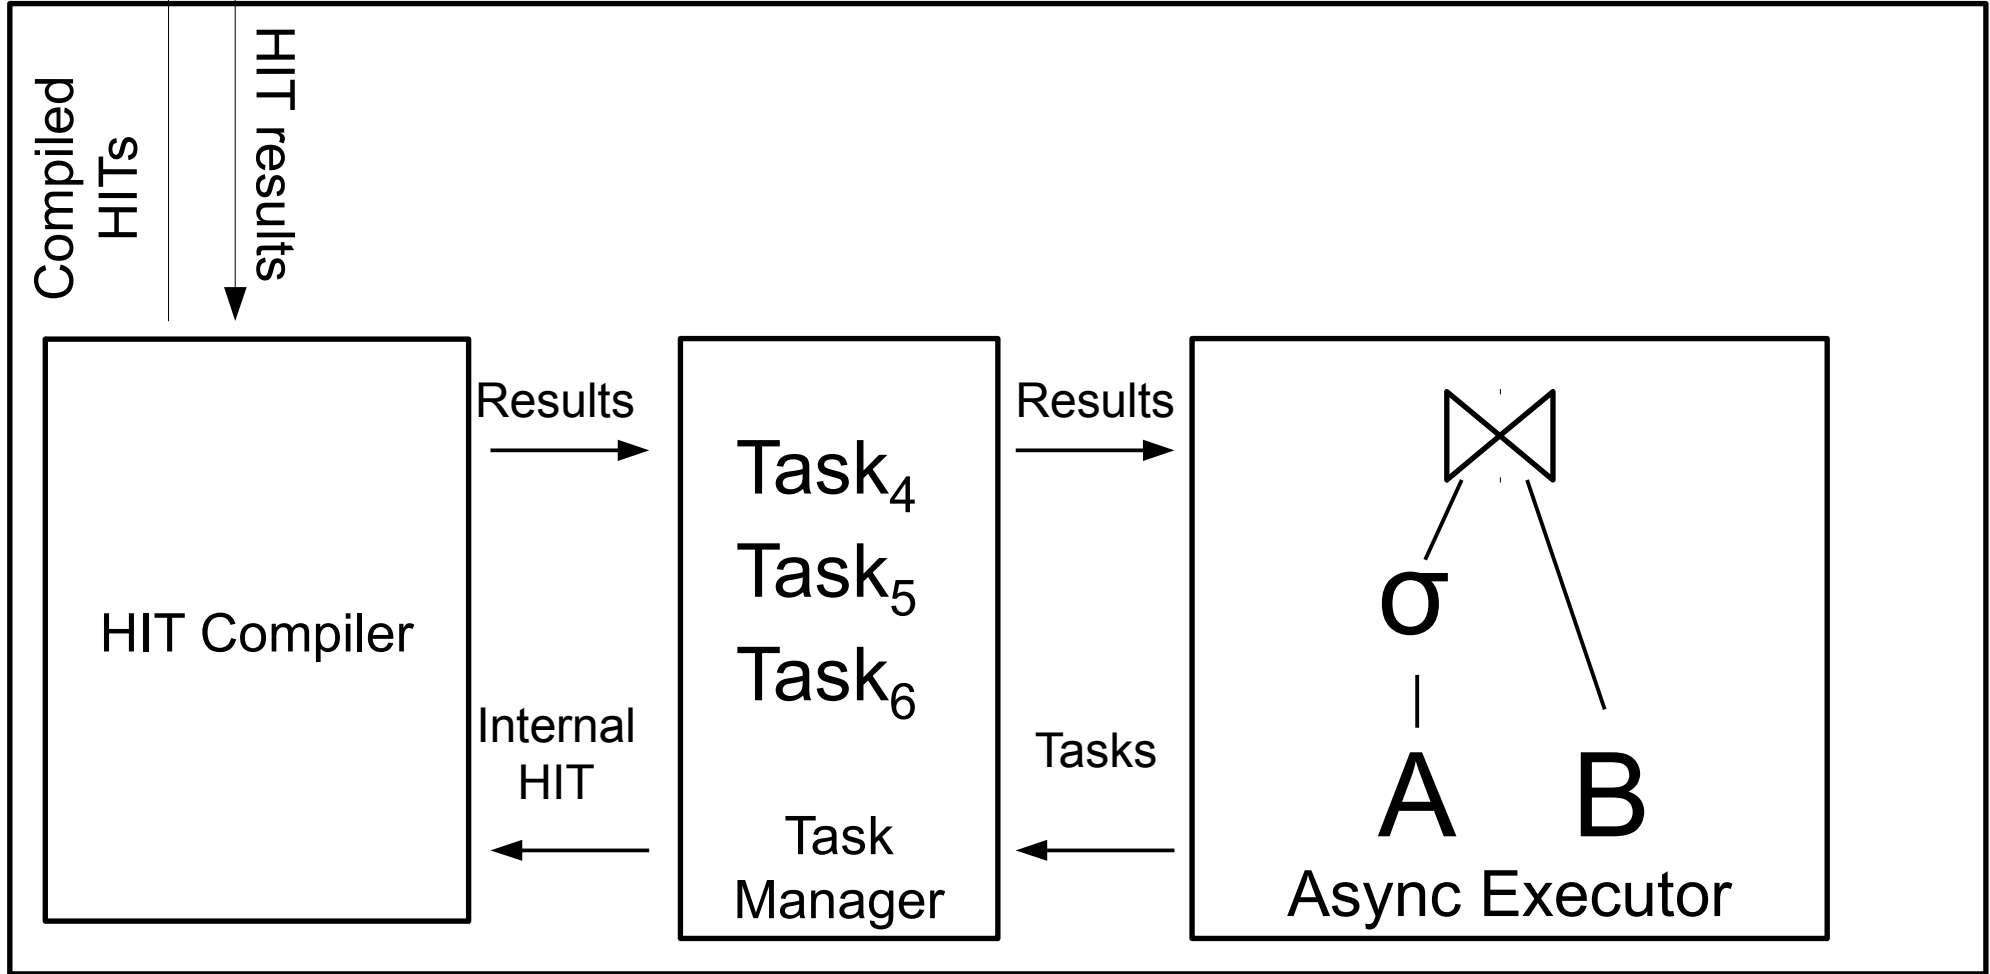 Compiled
HITs
HIT results
HIT Compiler
Results
Internal
HIT
Task₄
Task₅
Task₆
Task
Manager
Results
Tasks
σ
A
B
Async Executor